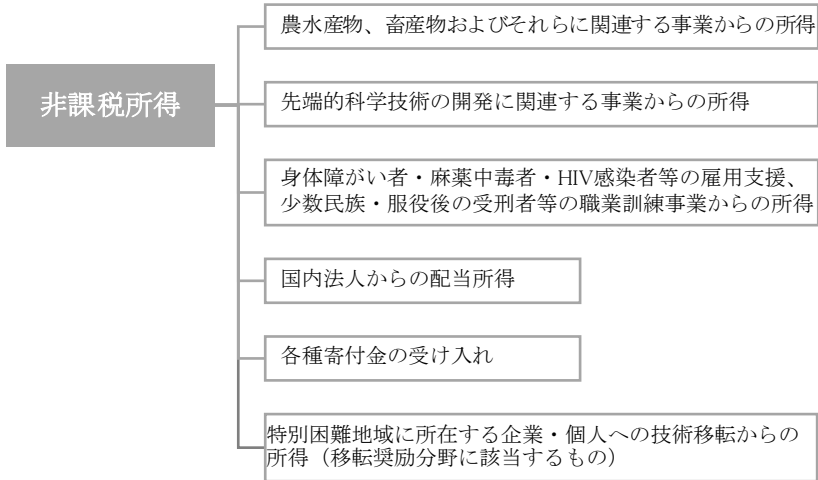 非課税所得
農水産物、畜産物およびそれらに関連する事業からの所得
先端的科学技術の開発に関連する事業からの所得
身体障がい者・麻薬中毒者・HIV感染者等の雇用支援、
少数民族・服役後の受刑者等の職業訓練事業からの所得
国内法人からの配当所得
各種寄付金の受け入れ
特別困難地域に所在する企業・個人への技術移転からの
所得（移転奨励分野に該当するもの）